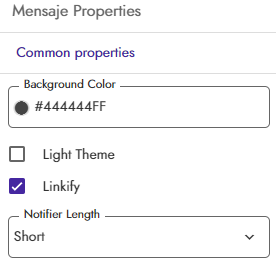 Mensaje Properties
Common properties
Background Color
#444444FF
Light Theme
Linkify
Notifier Length
Short